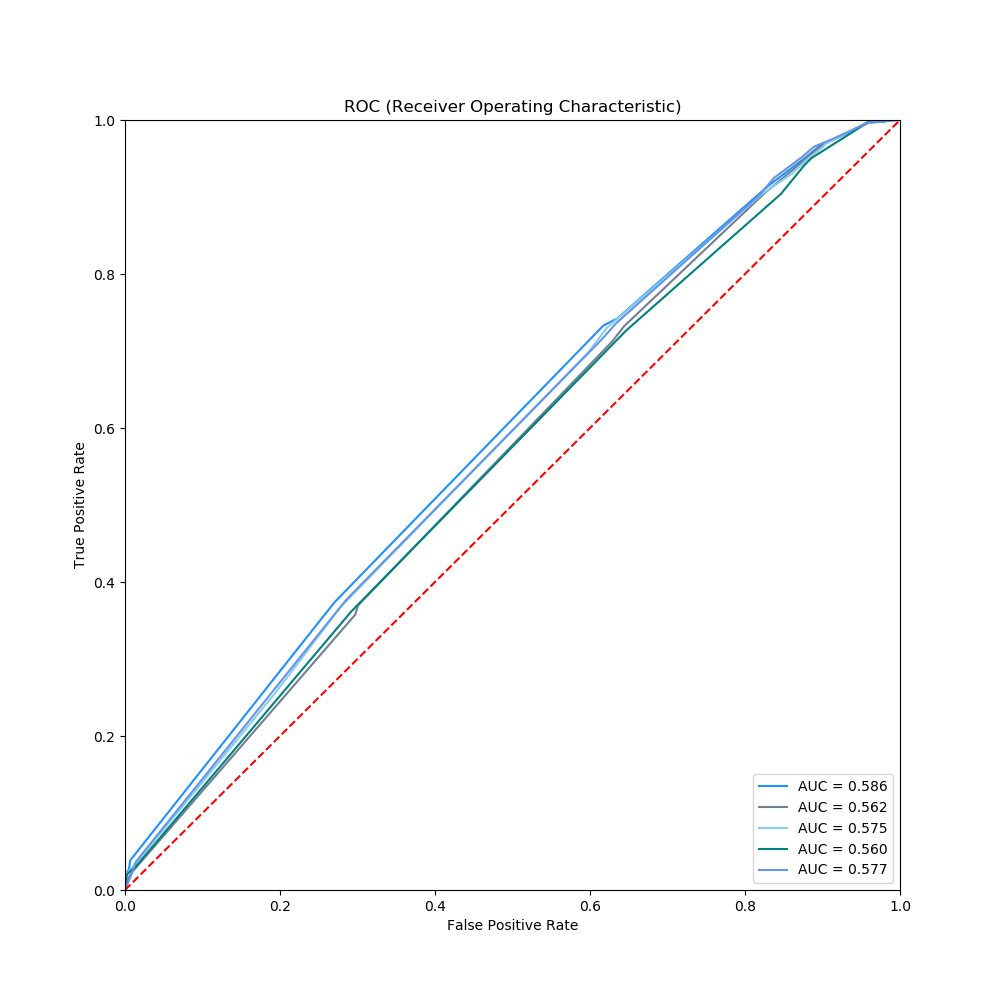 ROC (Receiver Operating Characteristic)
1.0
0.8
0.6
0.4
0.2
0.0
True Positive Rate
AUC = 0.586
AUC = 0.562
AUC = 0.575
AUC = 0.560
AUC = 0.577
0.0 0.2 0.4 0.6 0.8 1.0
False Positive Rate